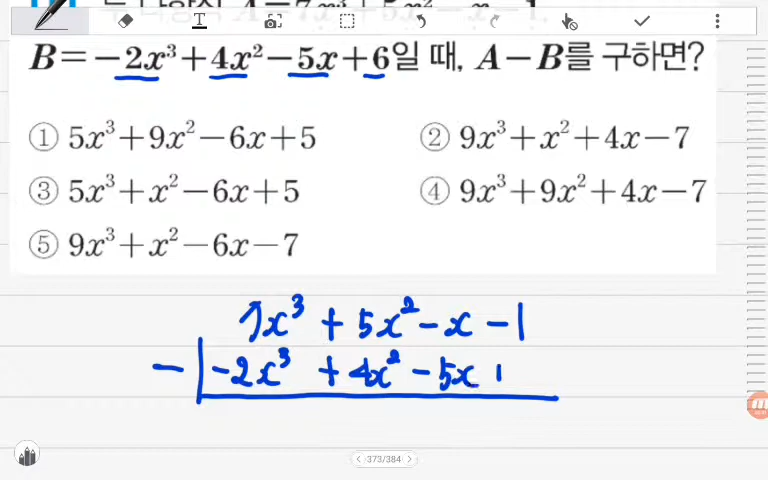 B=−2x³+4x²−5x+6일 때, A−B를 구하면?
① 5x³+9x²−6x+5
② 9x³+x²+4x−7
③ 5x³+x²−6x+5
④ 9x³+9x²+4x−7
⑤ 9x³+x²−6x−7
7x³ + 5x² − x − 1
− −2x³ + 4x² − 5x
373/384